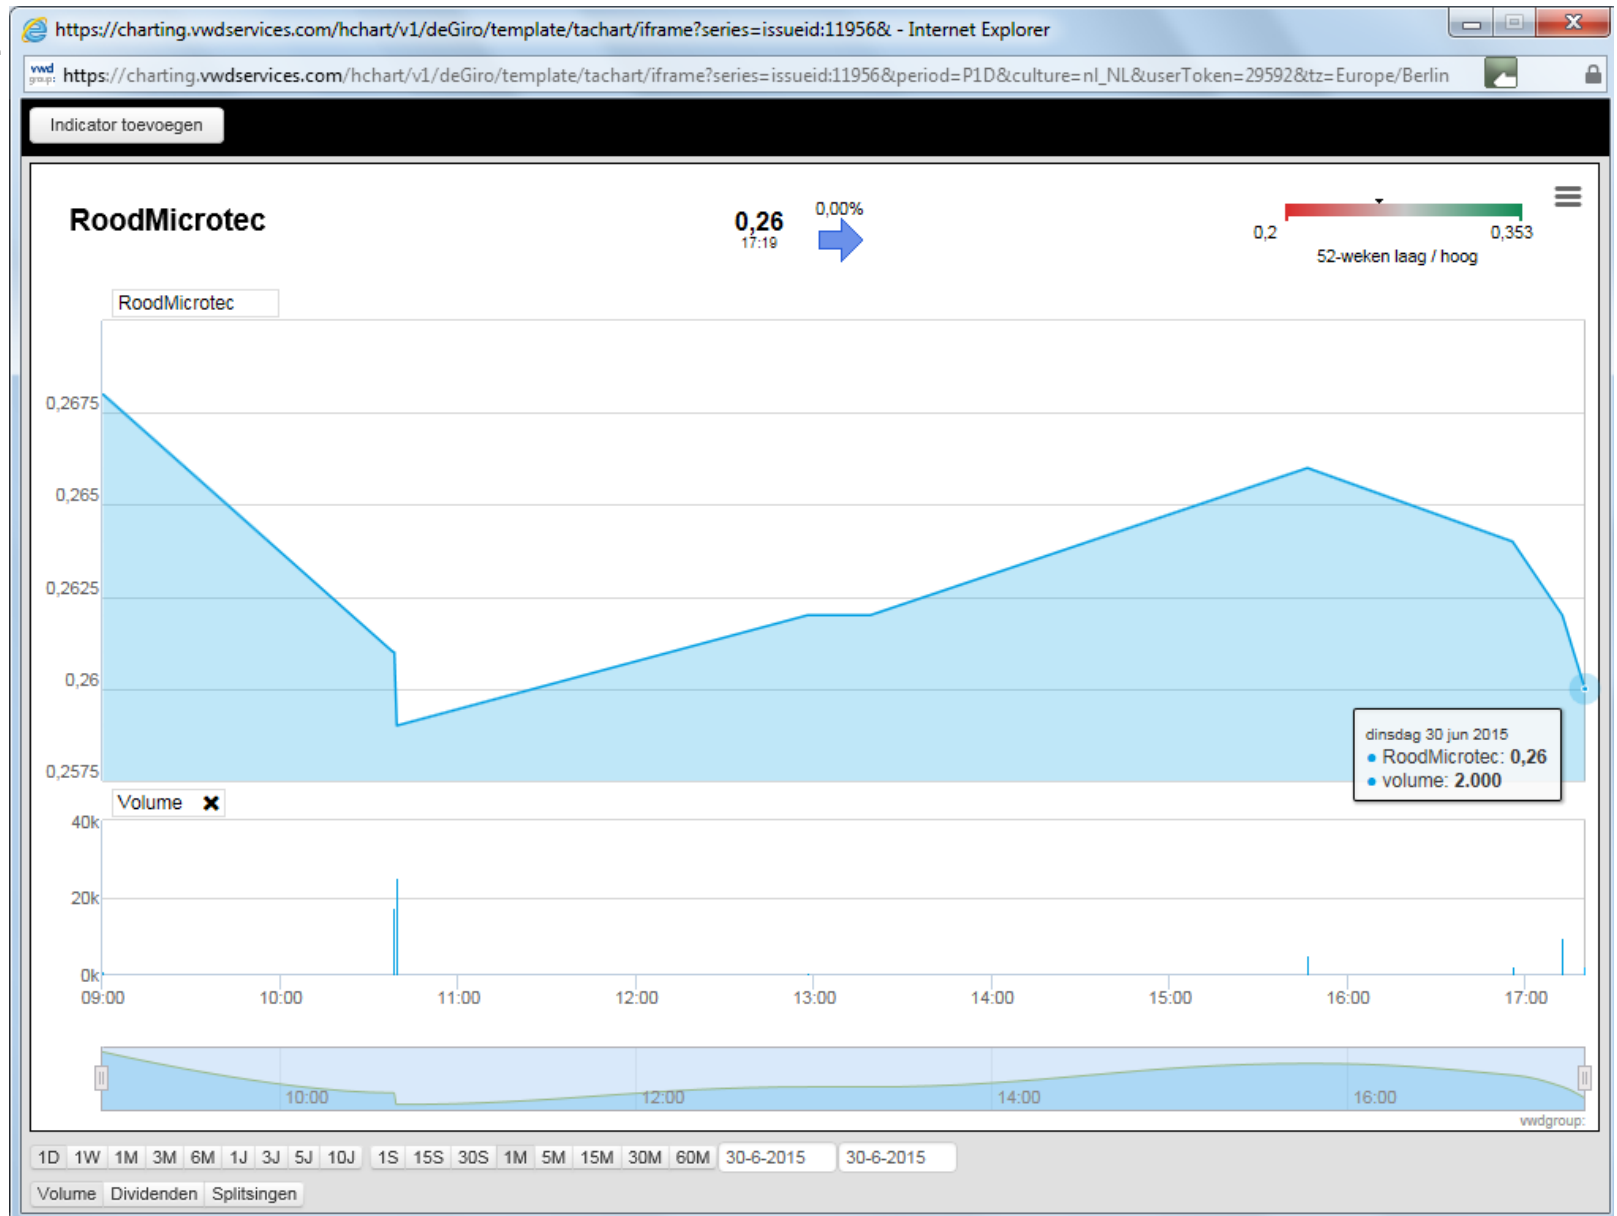 https://charting.vwdservices.com/hchart/v1/deGiro/template/tachart/iframe?series=issueid:11956& - Internet Explorer
vwd group: https://charting.vwdservices.com/hchart/v1/deGiro/template/tachart/iframe?series=issueid:11956&period=P1D&culture=nl_NL&userToken=29592&tz=Europe/Berlin
Indicator toevoegen
RoodMicrotec
0,26
17:19
0,00%
0,2
0,353
52-weken laag / hoog
RoodMicrotec
0,2675
0,265
0,2625
0,26
0,2575
dinsdag 30 jun 2015
RoodMicrotec: 0,26
volume: 2.000
Volume
40k
20k
0k
09:00 10:00 11:00 12:00 13:00 14:00 15:00 16:00 17:00
10:00 12:00 14:00 16:00
vwdgroup:
1D 1W 1M 3M 6M 1J 3J 5J 10J 1S 15S 30S 1M 5M 15M 30M 60M 30-6-2015 30-6-2015
Volume Dividenden Splitsingen